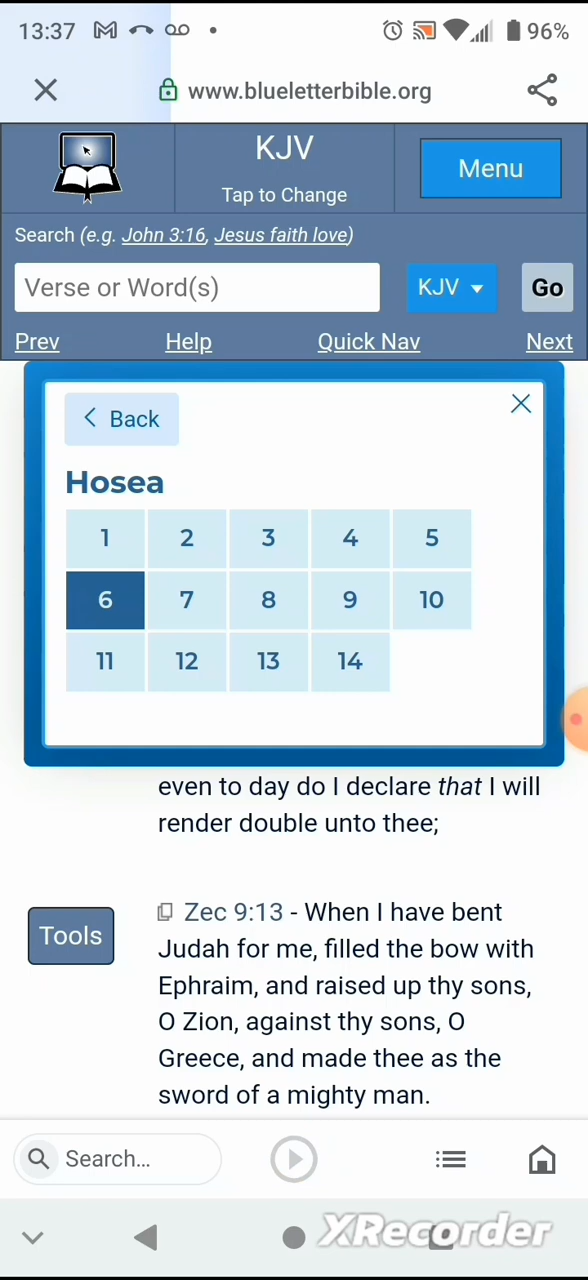 13:37
96%
www.blueletterbible.org
KJV
Tap to Change
Menu
Search (e.g. John 3:16, Jesus faith love)
Verse or Word(s)
KJV
Go
Prev Help Quick Nav Next
Back
Hosea
1 2 3 4 5
6 7 8 9 10
11 12 13 14
even to day do I declare that I will
render double unto thee;
Tools
Zec 9:13 - When I have bent
Judah for me, filled the bow with
Ephraim, and raised up thy sons,
O Zion, against thy sons, O
Greece, and made thee as the
sword of a mighty man.
Search...
XRecorder